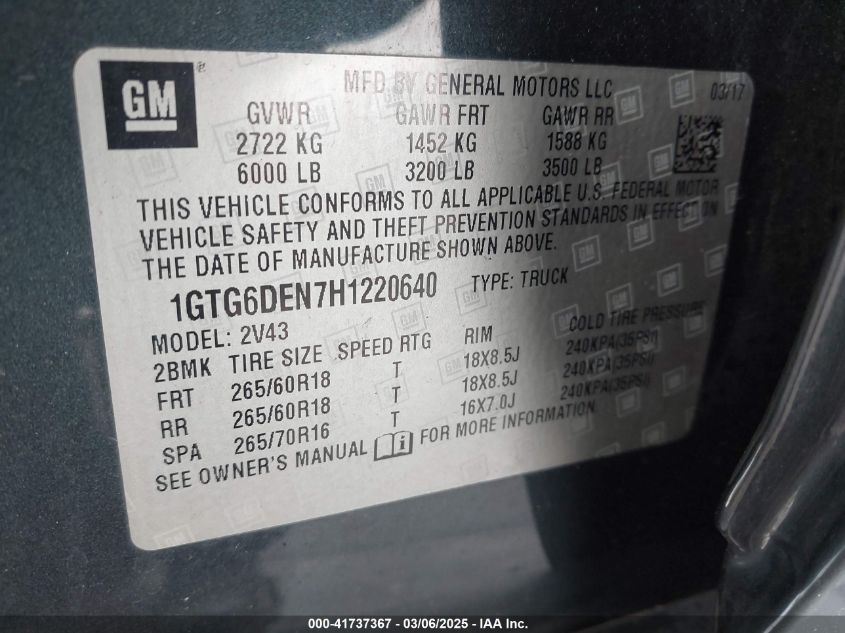 GM ®
MFD BY GENERAL MOTORS LLC 03/17
GVWR GAWR FRT GAWR RR
2722 KG 1452 KG 1588 KG
6000 LB 3200 LB 3500 LB
THIS VEHICLE CONFORMS TO ALL APPLICABLE U.S. FEDERAL MOTOR
VEHICLE SAFETY AND THEFT PREVENTION STANDARDS IN EFFECT ON
THE DATE OF MANUFACTURE SHOWN ABOVE.
1GTG6DEN7H1220640 TYPE: TRUCK
MODEL: 2V43
2BMK TIRE SIZE SPEED RTG RIM COLD TIRE PRESSURE
FRT 265/60R18 T 18X8.5J 240KPA(35PSI)
RR 265/60R18 T 18X8.5J 240KPA(35PSI)
SPA 265/70R16 T 16X7.0J 240KPA(35PSI)
SEE OWNER'S MANUAL i FOR MORE INFORMATION.
000-41737367 - 03/06/2025 - IAA Inc.